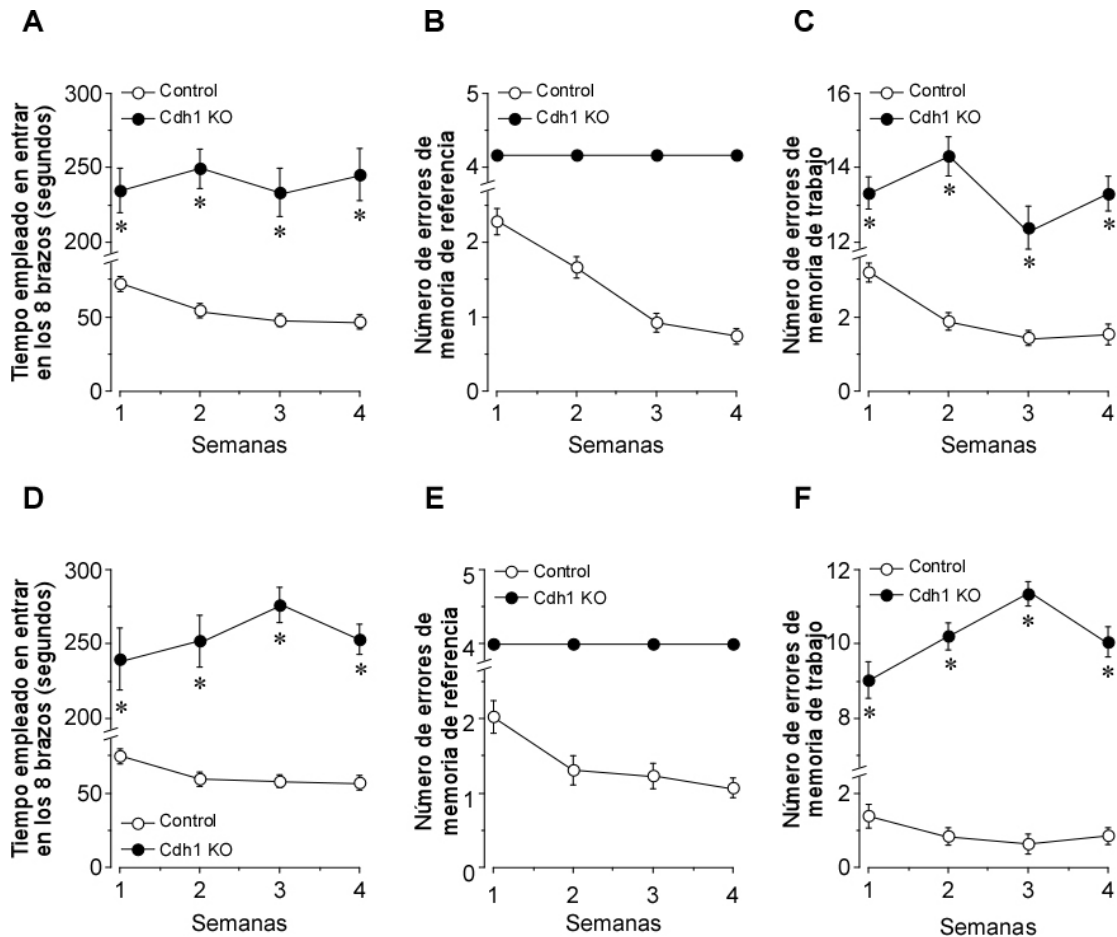 A
Tiempo empleado en entrar
en los 8 brazos (segundos)
300
250
200
50
0
Control
Cdh1 KO
*
*
*
*
1
2
3
4
Semanas
B
Número de errores de
memoria de referencia
5
4
2
1
0
Control
Cdh1 KO
1
2
3
4
Semanas
C
Número de errores de
memoria de trabajo
16
14
12
2
0
Control
Cdh1 KO
*
*
*
*
1
2
3
4
Semanas
D
Tiempo empleado en entrar
en los 8 brazos (segundos)
300
250
200
50
0
*
*
*
*
Control
Cdh1 KO
1
2
3
4
Semanas
E
Número de errores de
memoria de referencia
5
4
2
1
0
Control
Cdh1 KO
1
2
3
4
Semanas
F
Número de errores de
memoria de trabajo
12
10
8
2
0
Control
Cdh1 KO
*
*
*
*
1
2
3
4
Semanas